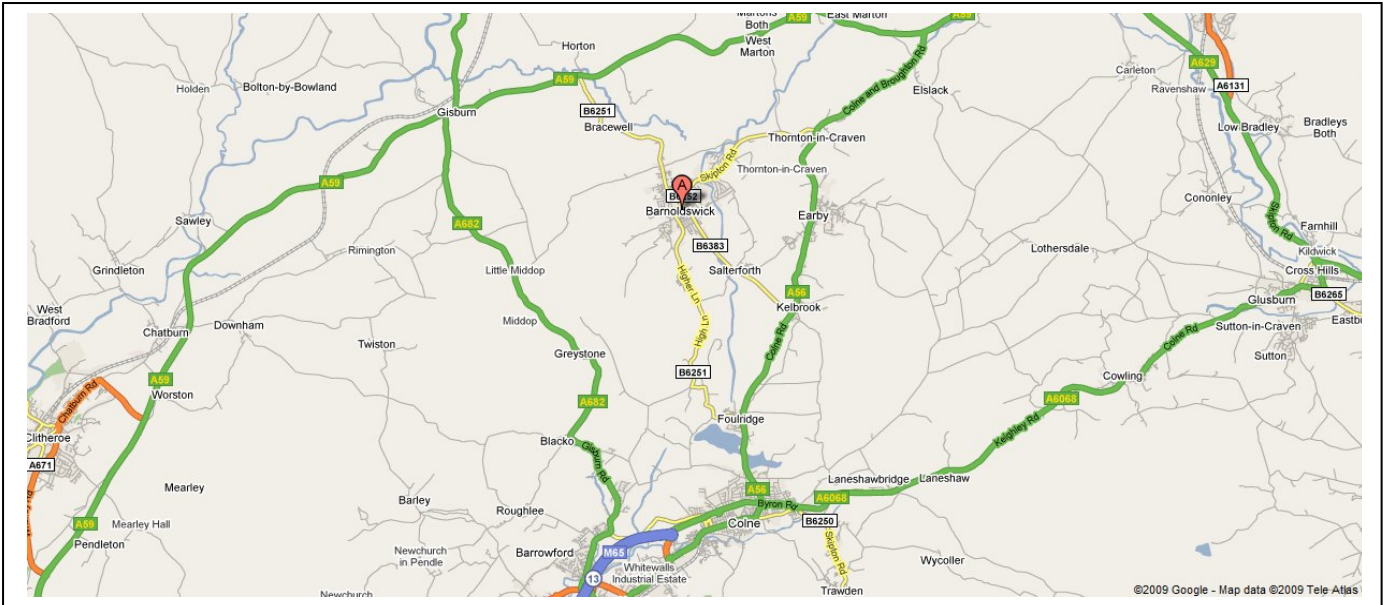 Martons
Both
East Marton
A59
A59
West
Marton
Horton
A59
Holden
Bolton-by-Bowland
Gisburn
B6251
Bracewell
Colne and Broughton Rd
Elslack
Carleton
A629
Ravenshaw
A6131
Low Bradley
Bradleys
Both
Thornton-in-Craven
Thornton-in-Craven
Skipton Rd
A
Barnoldswick
A59
Sawley
A682
Rimington
Grindleton
Little Middop
B6383
Salterforth
Earby
Cononley
Skipton Rd
Farnhill
Kildwick
Lothersdale
Cross Hills
B6265
Glusburn
Eastb
West
Bradford
Chatburn
Downham
Middop
Higher Ln
High Ln
A56
Kelbrook
Colne Rd
Sutton-in-Craven
Sutton
Colne Rd
Twiston
Greystone
B6251
Cowling
A59
Worston
Chatburn Rd
A682
A6068
Clitheroe
Foulridge
Keighley Rd
Blacko
Gisburn Rd
A671
Mearley
Barley
Roughlee
A56
Byron Rd
A6068
Laneshawbridge
Laneshaw
A59
Mearley Hall
Pendleton
Colne
B6250
Skipton Rd
Newchurch
in Pendle
Barrowford
M65
13
Whitewalls
Industrial Estate
Wycoller
Newchurch
Trawden
©2009 Google - Map data ©2009 Tele Atlas